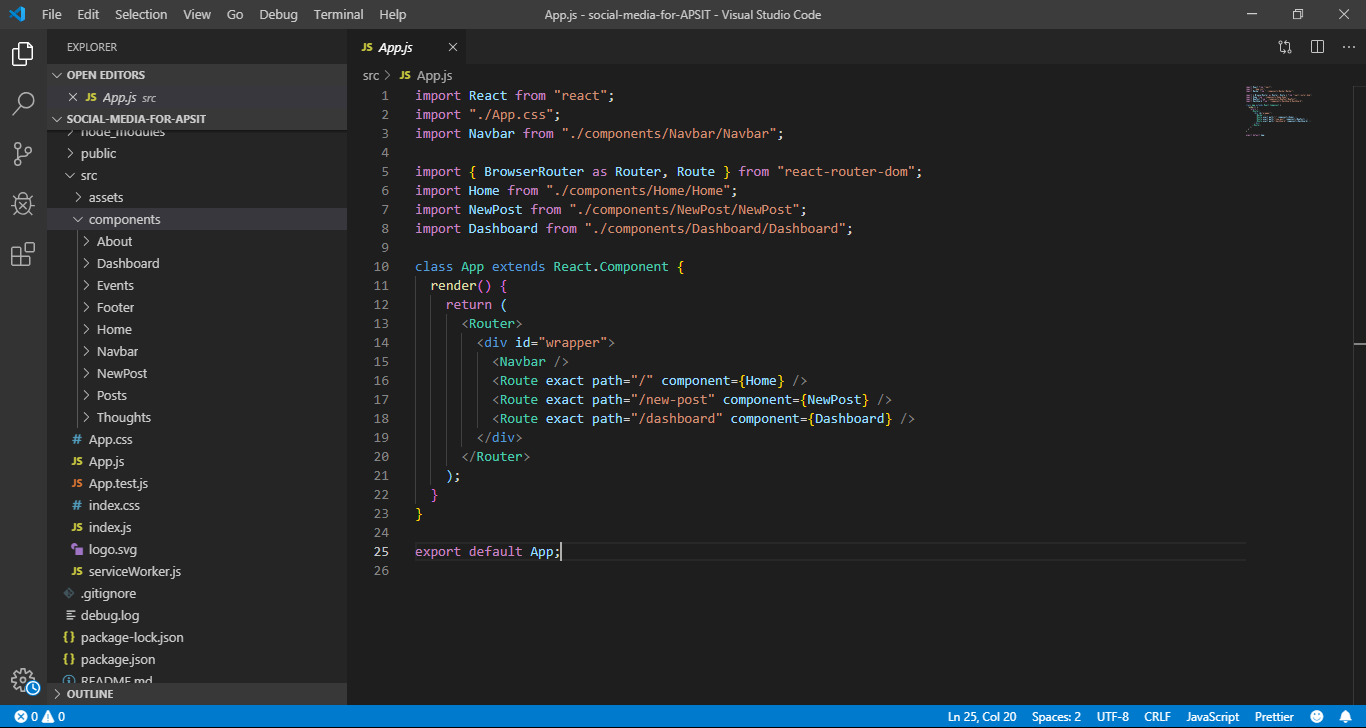 File Edit Selection View Go Debug Terminal Help
App.js - social-media-for-APSIT - Visual Studio Code
EXPLORER
OPEN EDITORS
JS App.js src
SOCIAL-MEDIA-FOR-APSIT
node_modules
public
src
assets
components
About
Dashboard
Events
Footer
Home
Navbar
NewPost
Posts
Thoughts
# App.css
JS App.js
JS App.test.js
# index.css
JS index.js
logo.svg
JS serviceWorker.js
.gitignore
debug.log
{} package-lock.json
{} package.json
README.md
OUTLINE
JS App.js
src > JS App.js
1 import React from "react";
2 import "./App.css";
3 import Navbar from "./components/Navbar/Navbar";
4
5 import { BrowserRouter as Router, Route } from "react-router-dom";
6 import Home from "./components/Home/Home";
7 import NewPost from "./components/NewPost/NewPost";
8 import Dashboard from "./components/Dashboard/Dashboard";
9
10 class App extends React.Component {
11 render() {
12 return (
13 <Router>
14 <div id="wrapper">
15 <Navbar />
16 <Route exact path="/" component={Home} />
17 <Route exact path="/new-post" component={NewPost} />
18 <Route exact path="/dashboard" component={Dashboard} />
19 </div>
20 </Router>
21 );
22 }
23 }
24
25 export default App;
26
0 0
Ln 25, Col 20 Spaces: 2 UTF-8 CRLF JavaScript Prettier